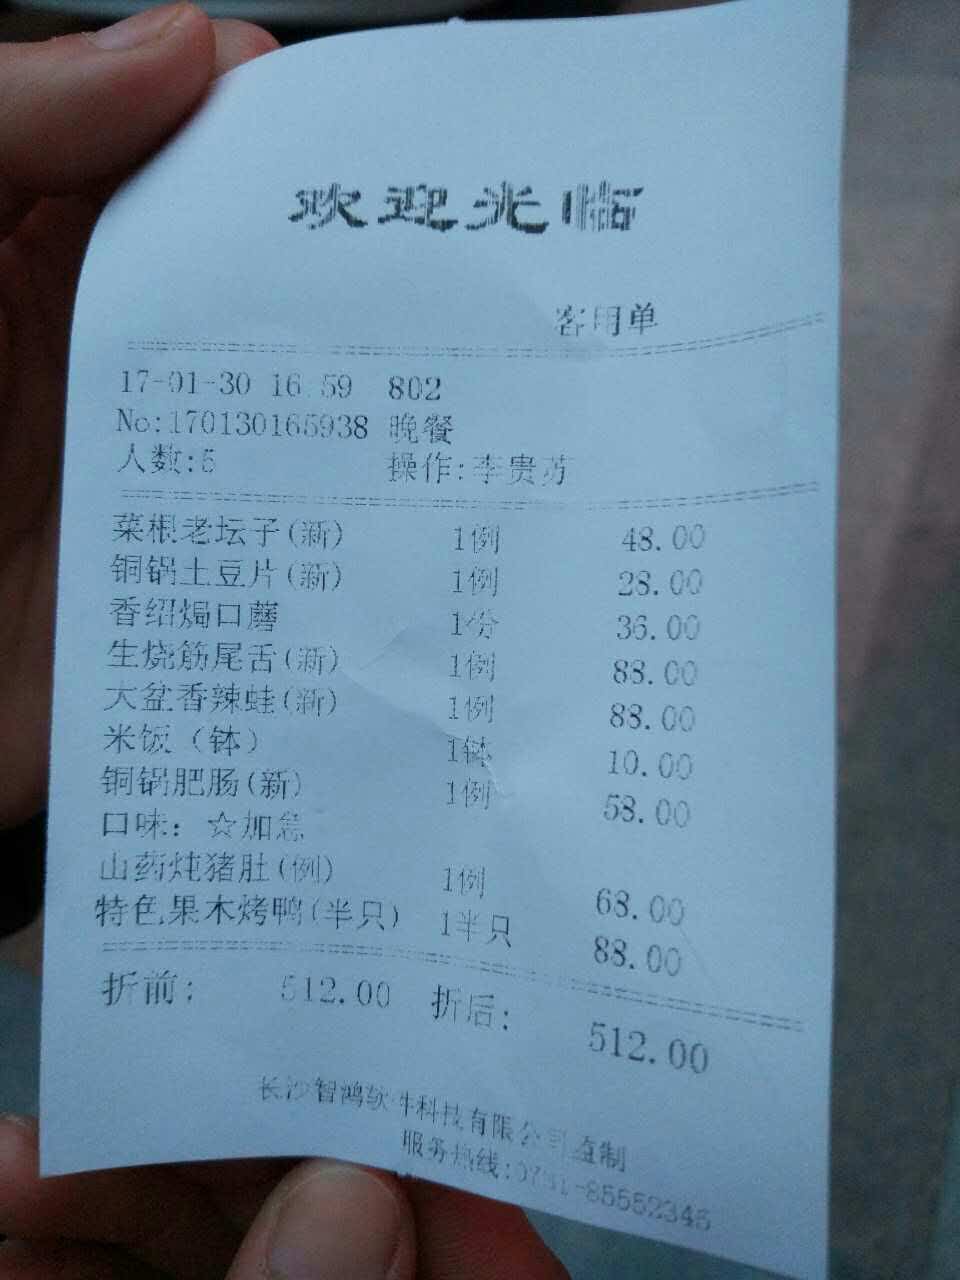 欢迎光临
客用单
17-01-30 16:59 802
No:170130165938 晚餐
人数:5 操作:李贵芳
菜根老坛子(新) 1例 48.00
铜锅土豆片(新) 1例 28.00
香绍焗口蘑 1份 36.00
生烧筋尾舌(新) 1例 88.00
大盆香辣蛙(新) 1例 88.00
米饭（钵） 1钵 10.00
铜锅肥肠(新) 1例 58.00
口味: ☆加急
山药炖猪肚(例) 1例 68.00
特色果木烤鸭(半只) 1半只 88.00
折前: 512.00 折后: 512.00
长沙智鸿软件科技有限公司监制
服务热线:0731-85552345